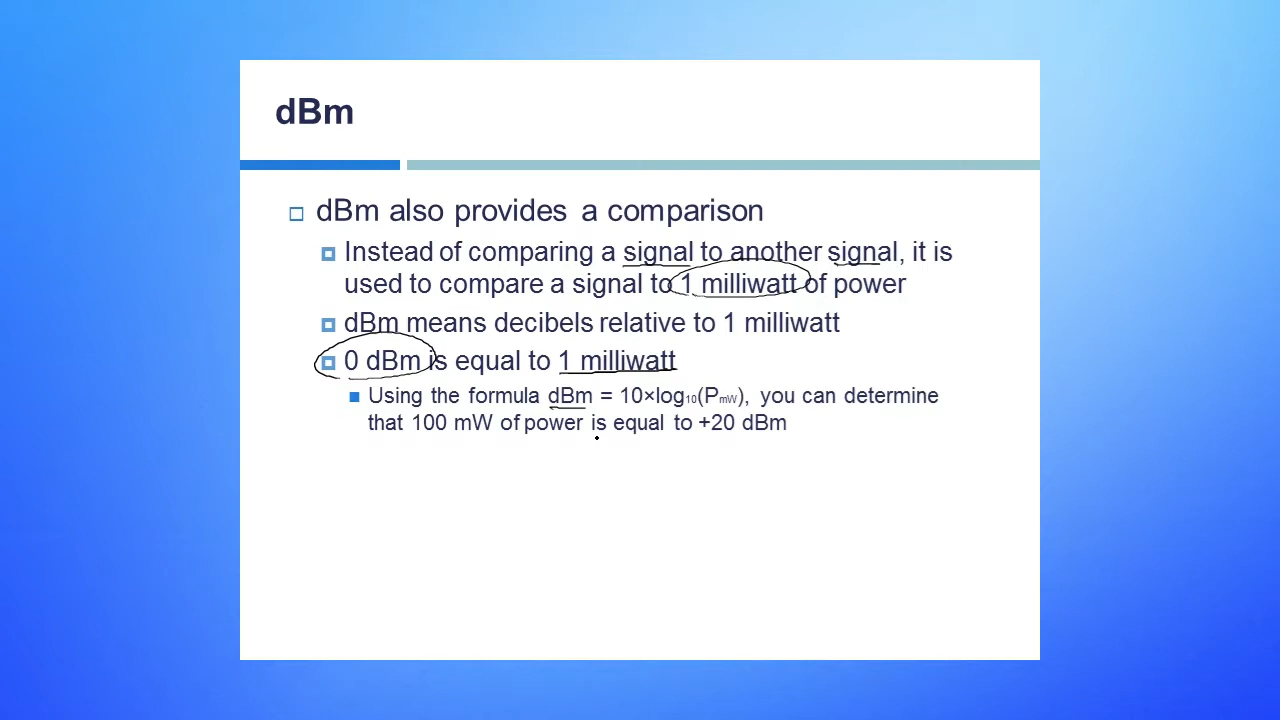 dBm
dBm also provides a comparison
Instead of comparing a signal to another signal, it is
used to compare a signal to 1 milliwatt of power
dBm means decibels relative to 1 milliwatt
0 dBm is equal to 1 milliwatt
Using the formula dBm = 10×log₁₀(PmW), you can determine
that 100 mW of power is equal to +20 dBm